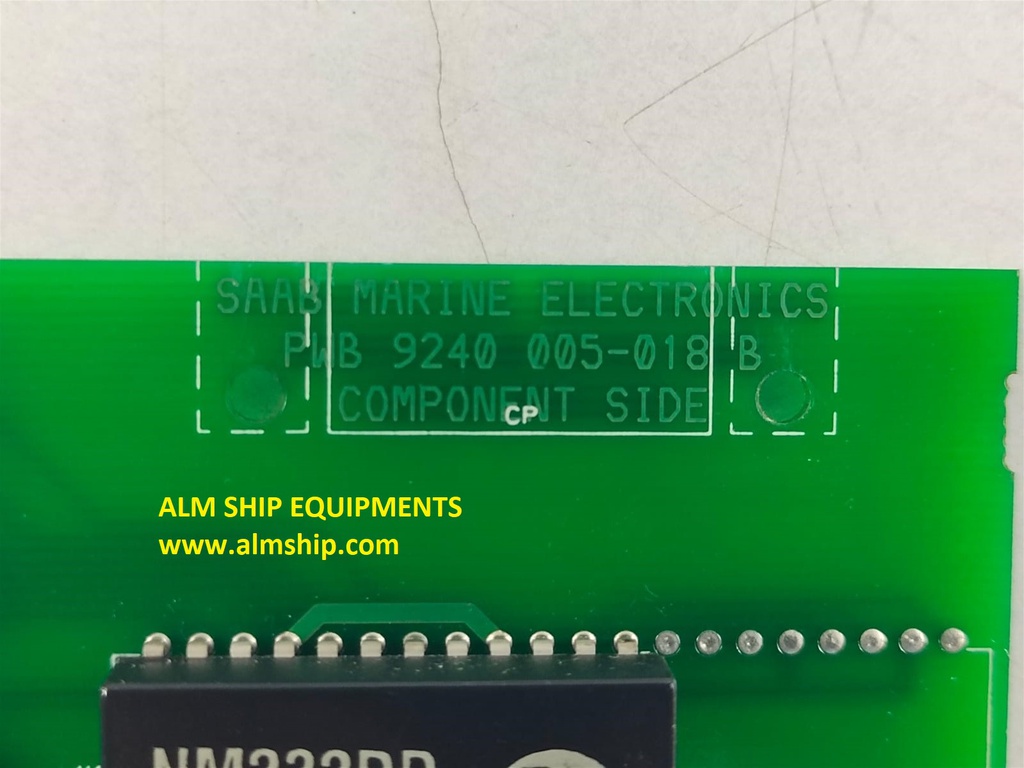 SAAB MARINE ELECTRONICS
PWB 9240 005-018 B
COMPONENT SIDE
CP
ALM SHIP EQUIPMENTS
www.almship.com